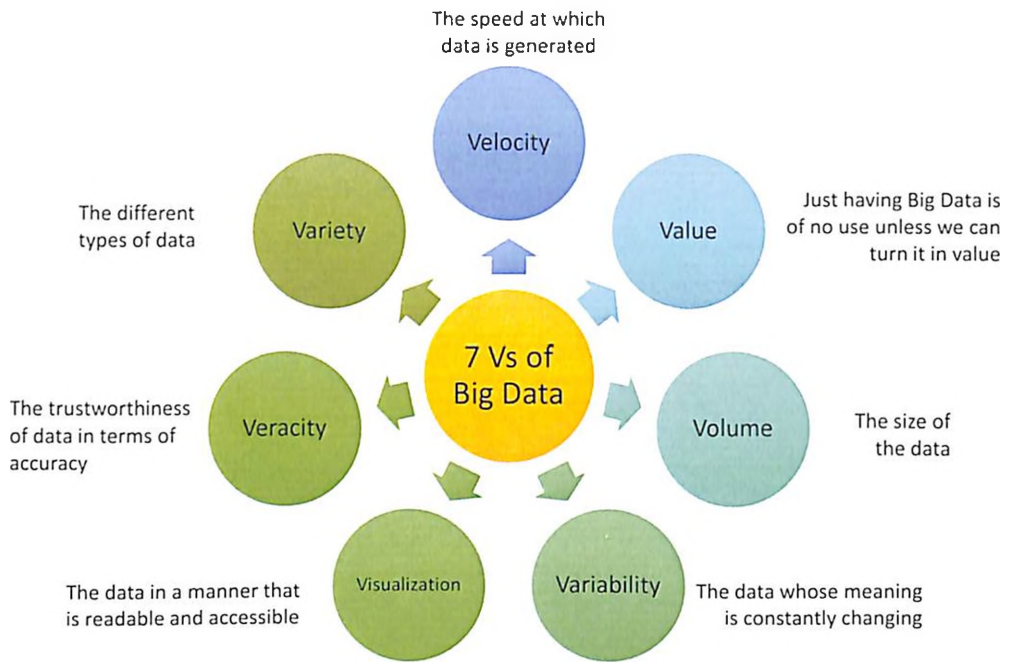 The speed at which
data is generated
Velocity
Value
Just having Big Data is
of no use unless we can
turn it in value
Volume
The size of
the data
Variability
The data whose meaning
is constantly changing
Visualization
The data in a manner that
is readable and accessible
Veracity
The trustworthiness
of data in terms of
accuracy
Variety
The different
types of data
7 Vs of
Big Data